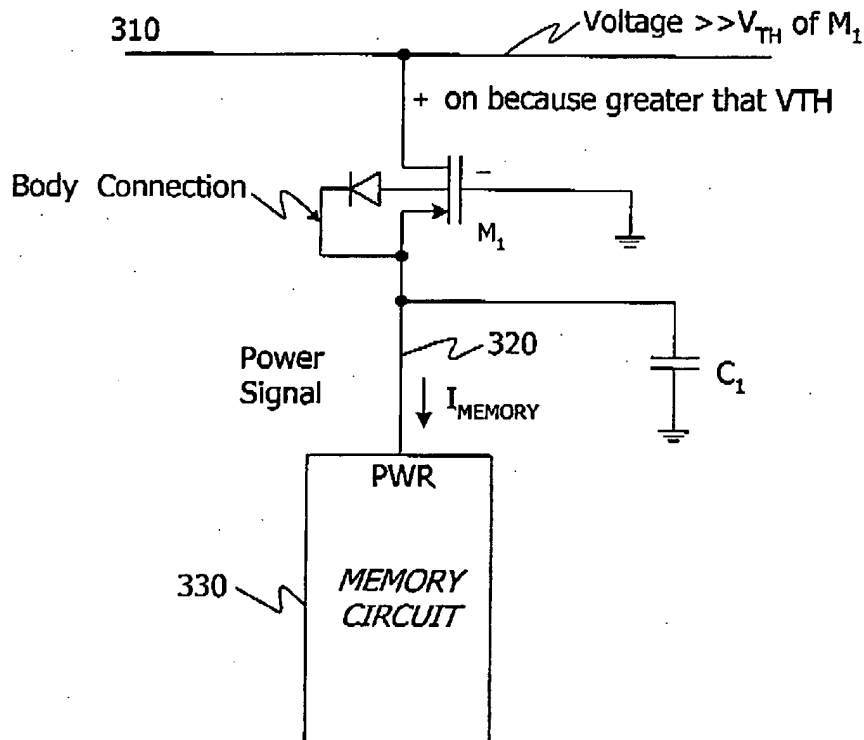 310
Voltage >>V_TH of M_1
+ on because greater that VTH
Body Connection
–
M_1
320
Power
Signal
I_MEMORY
C_1
PWR
330
MEMORY
CIRCUIT